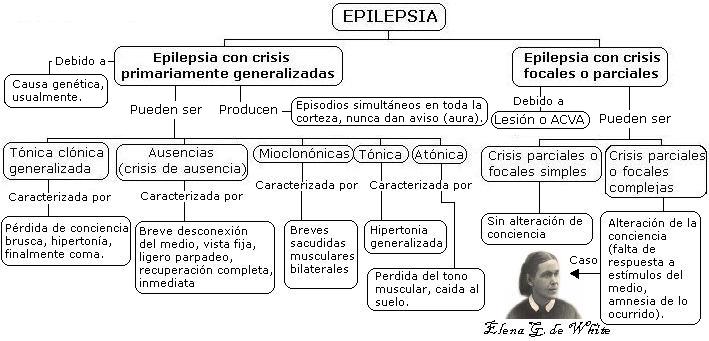 EPILEPSIA
Debido a
Epilepsia con crisis
primariamente generalizadas
Causa genética,
usualmente.
Pueden ser
Producen
Episodios simultáneos en toda la
corteza, nunca dan aviso (aura).
Epilepsia con crisis
focales o parciales
Debido a
Lesión o ACVA
Pueden ser
Tónica clónica
generalizada
Ausencias
(crisis de ausencia)
Mioclonónicas
Tónica
Atónica
Crisis parciales o
focales simples
Crisis parciales
o focales
complejas
Caracterizada por
Caracterizada por
Caracterizada por
Caracterizada por
Pérdida de conciencia
brusca, hipertonía,
finalmente coma.
Breve desconexión
del medio, vista fija,
ligero parpadeo,
recuperación completa,
inmediata
Breves
sacudidas
musculares
bilaterales
Hipertonia
generalizada
Perdida del tono
muscular, caida al
suelo.
Sin alteración de
conciencia
Alteración de la
conciencia
(falta de
respuesta a
estímulos del
medio,
amnesia de lo
ocurrido).
Caso
Elena G. de White